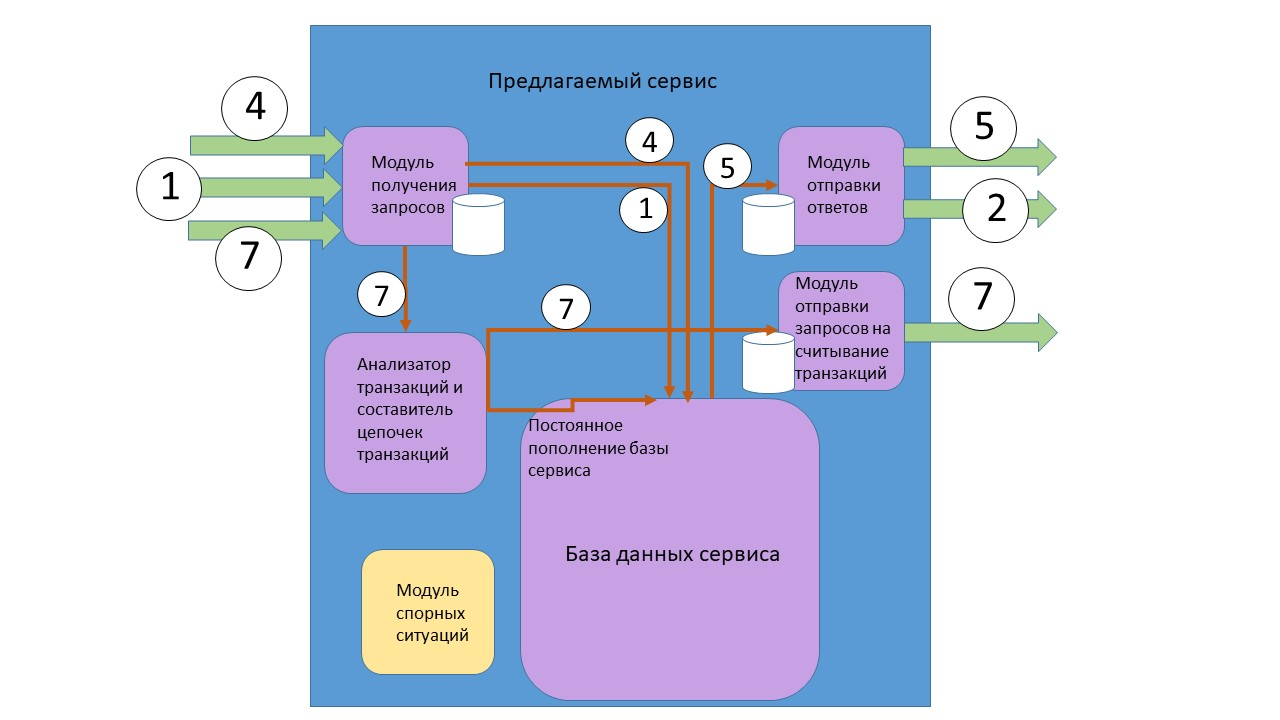 Предлагаемый сервис
4
1
7
Модуль
получения
запросов
4
1
5
Модуль
отправки
ответов
5
2
7
7
Модуль
отправки
запросов на
считывание
транзакций
7
Анализатор
транзакций и
составитель
цепочек
транзакций
Постоянное
пополнение базы
сервиса
База данных сервиса
Модуль
спорных
ситуаций